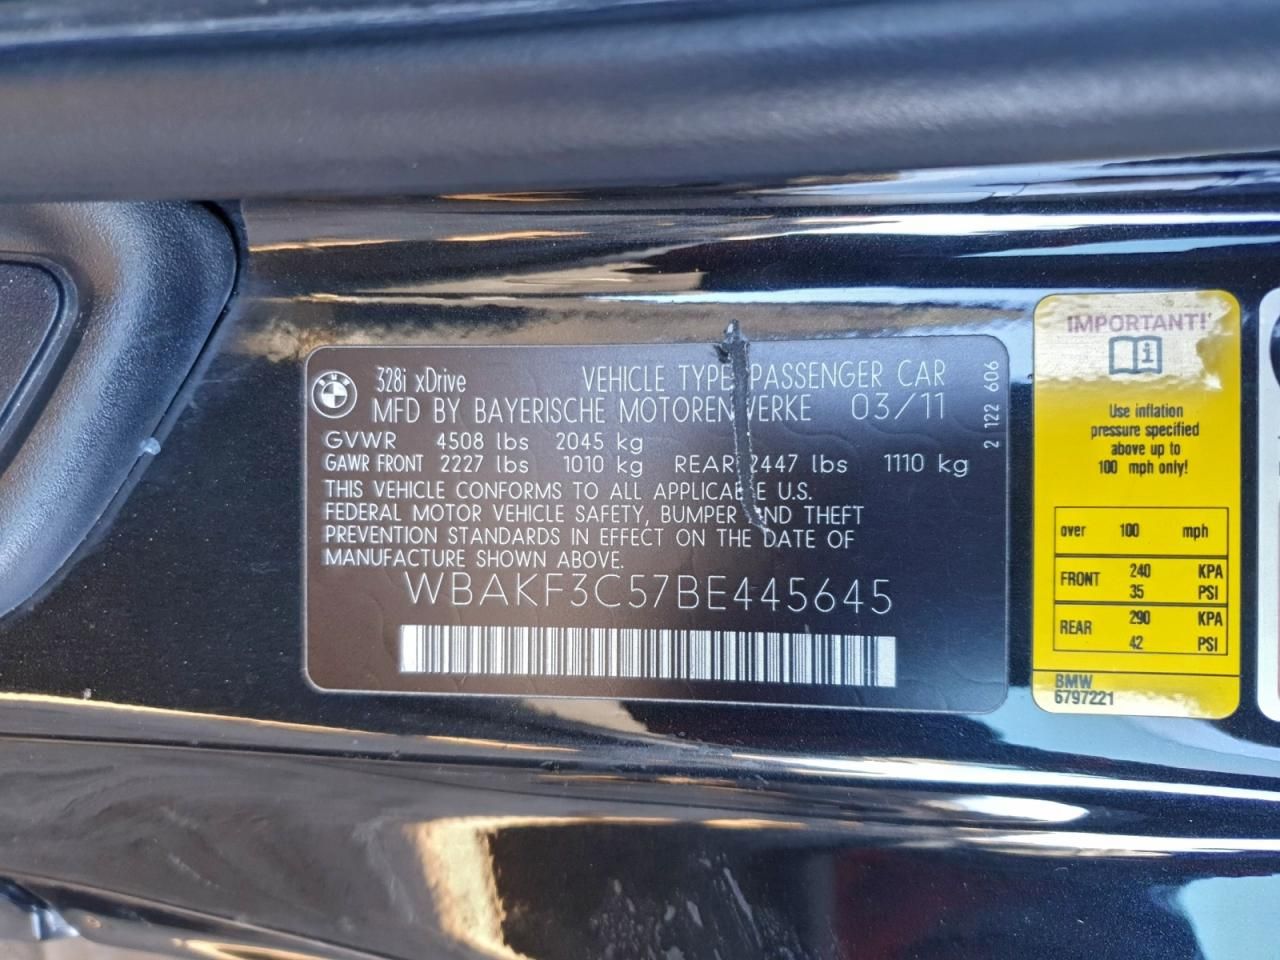 328i xDrive VEHICLE TYPE PASSENGER CAR
MFD BY BAYERISCHE MOTOREN WERKE 03/11
GVWR 4508 lbs 2045 kg
GAWR FRONT 2227 lbs 1010 kg REAR 2447 lbs 1110 kg
THIS VEHICLE CONFORMS TO ALL APPLICABLE U.S.
FEDERAL MOTOR VEHICLE SAFETY, BUMPER AND THEFT
PREVENTION STANDARDS IN EFFECT ON THE DATE OF
MANUFACTURE SHOWN ABOVE.
WBAKF3C57BE445645
2 122 606
BMW
IMPORTANT!
i
Use inflation
pressure specified
above up to
100 mph only!
over 100 mph
FRONT 240 KPA
35 PSI
REAR 290 KPA
42 PSI
BMW
6797221